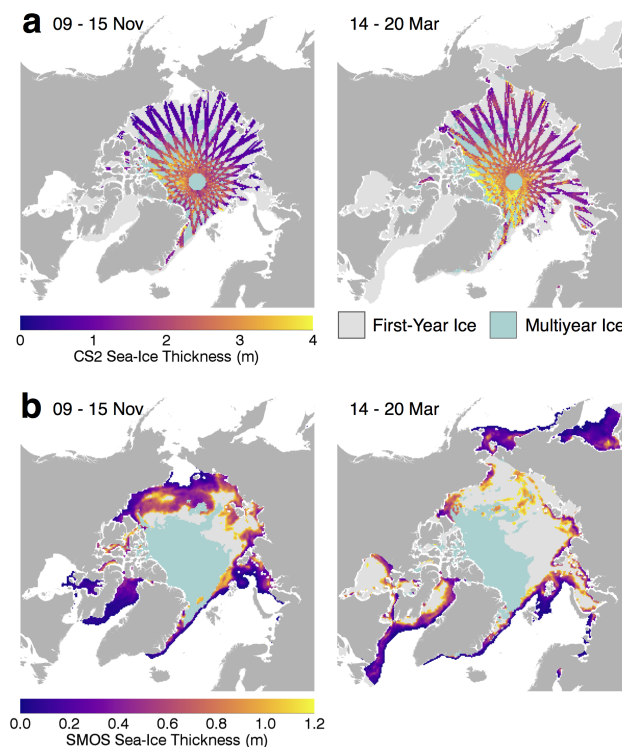 a 09 - 15 Nov
14 - 20 Mar
0 1 2 3 4
CS2 Sea-Ice Thickness (m)
First-Year Ice
Multiyear Ice
b 09 - 15 Nov
14 - 20 Mar
0.0 0.2 0.4 0.6 0.8 1.0 1.2
SMOS Sea-Ice Thickness (m)